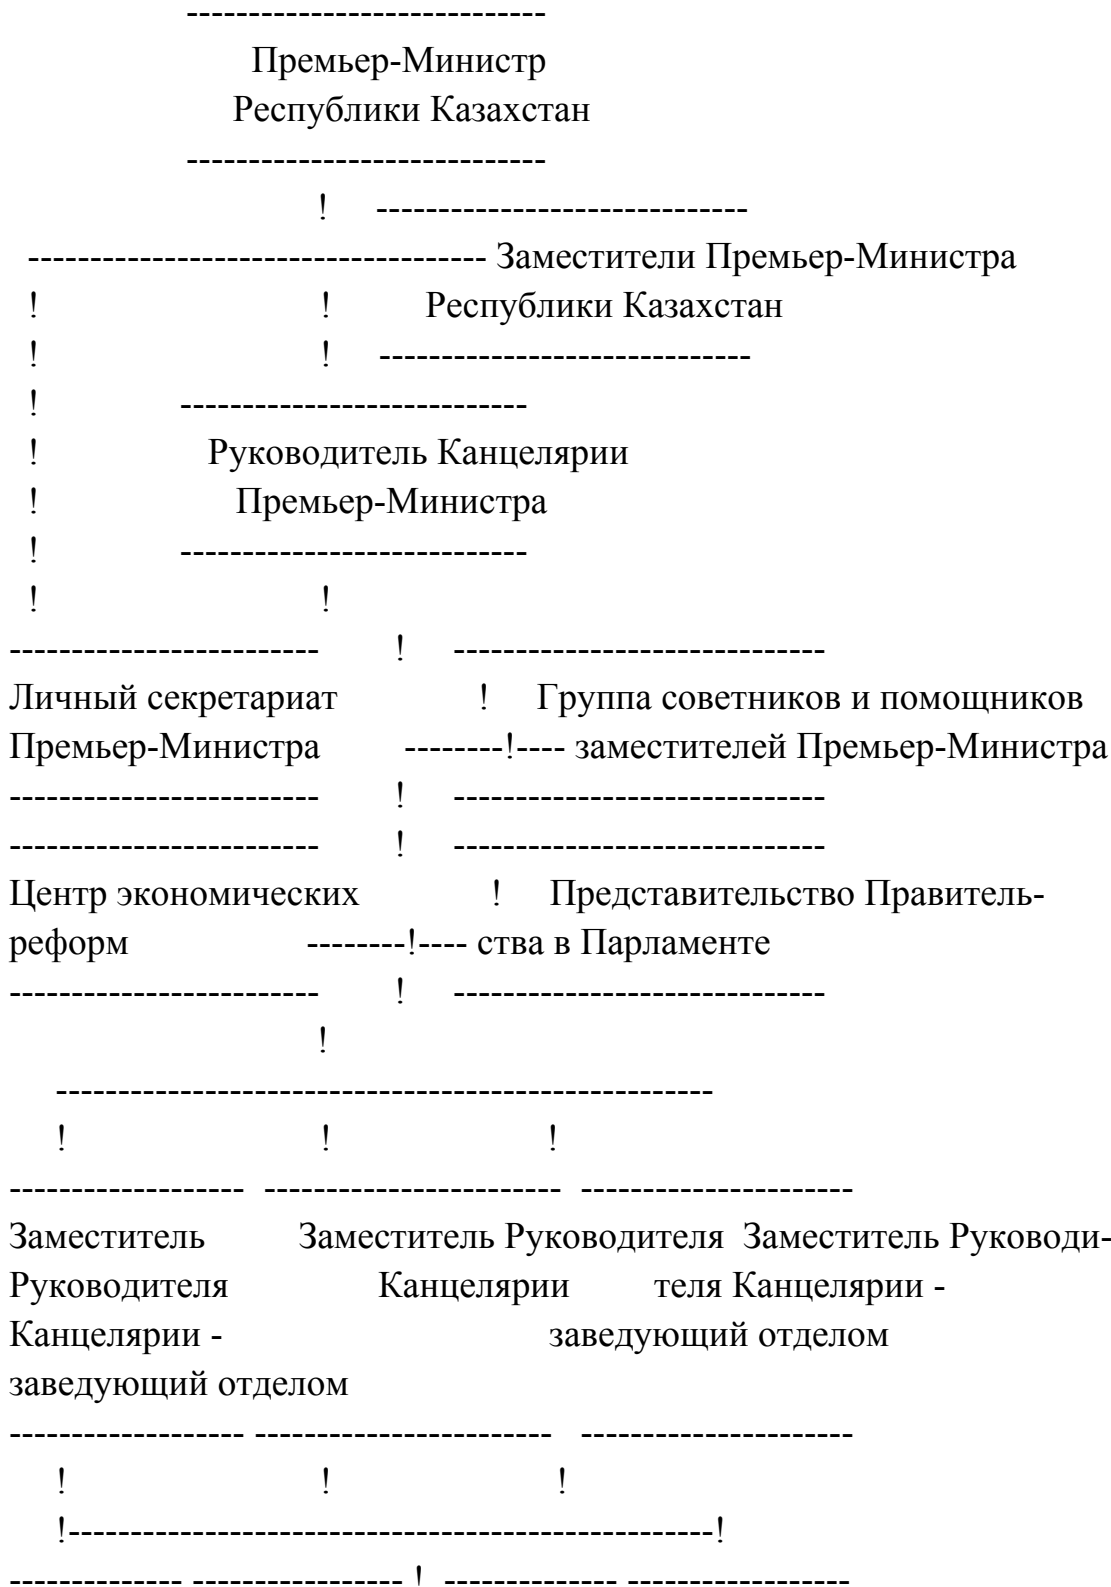 -----------------------------
Премьер-Министр
Республики Казахстан
-----------------------------
! ------------------------------
------------------------------------- Заместители Премьер-Министра
! ! Республики Казахстан
! ! ------------------------------
! ----------------------------
! Руководитель Канцелярии
! Премьер-Министра
! ----------------------------
! !
------------------------- ! ------------------------------
Личный секретариат ! Группа советников и помощников
Премьер-Министра --------!---- заместителей Премьер-Министра
------------------------- ! ------------------------------
------------------------- ! ------------------------------
Центр экономических ! Представительство Правитель-
реформ --------!---- ства в Парламенте
------------------------- ! ------------------------------
!
-----------------------------------------------------
! ! !
------------------- ------------------------ ----------------------
Заместитель Заместитель Руководителя Заместитель Руководи-
Руководителя Канцелярии теля Канцелярии -
Канцелярии - заведующий отделом
заведующий отделом
------------------- ------------------------ ----------------------
! ! !
!----------------------------------------------------!
-------------- ----------------- ! -------------- ------------------